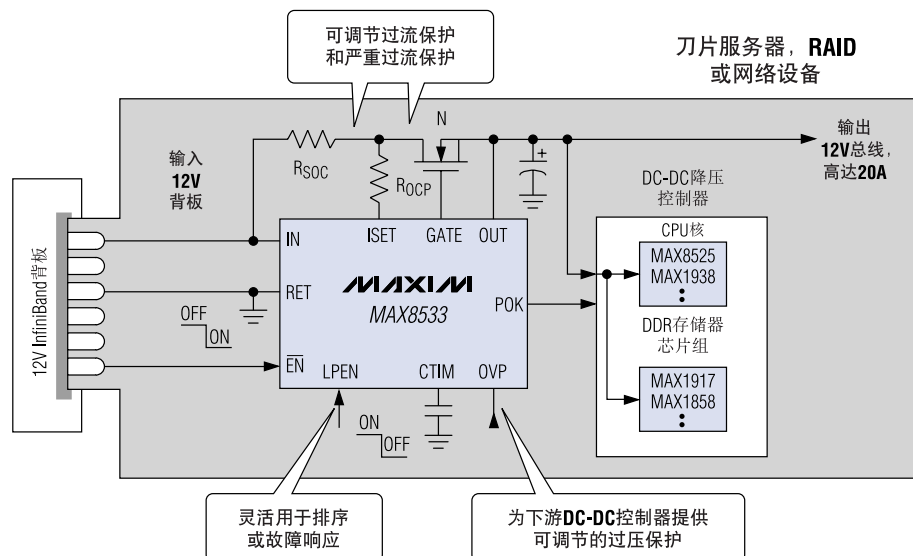 可调节过流保护
和严重过流保护
刀片服务器，RAID
或网络设备
N
输入
12V
背板
RSOC
ROCP
输出
12V总线，
高达20A
DC-DC降压
控制器
CPU核
MAX8525
MAX1938
DDR存储器
芯片组
MAX1917
MAX1858
12V InfiniBand背板
IN
ISET
GATE
OUT
RET
MAXIM
MAX8533
POK
OFF
ON
EN
LPEN
CTIM
OVP
ON
OFF
灵活用于排序
或故障响应
为下游DC-DC控制器提供
可调节的过压保护